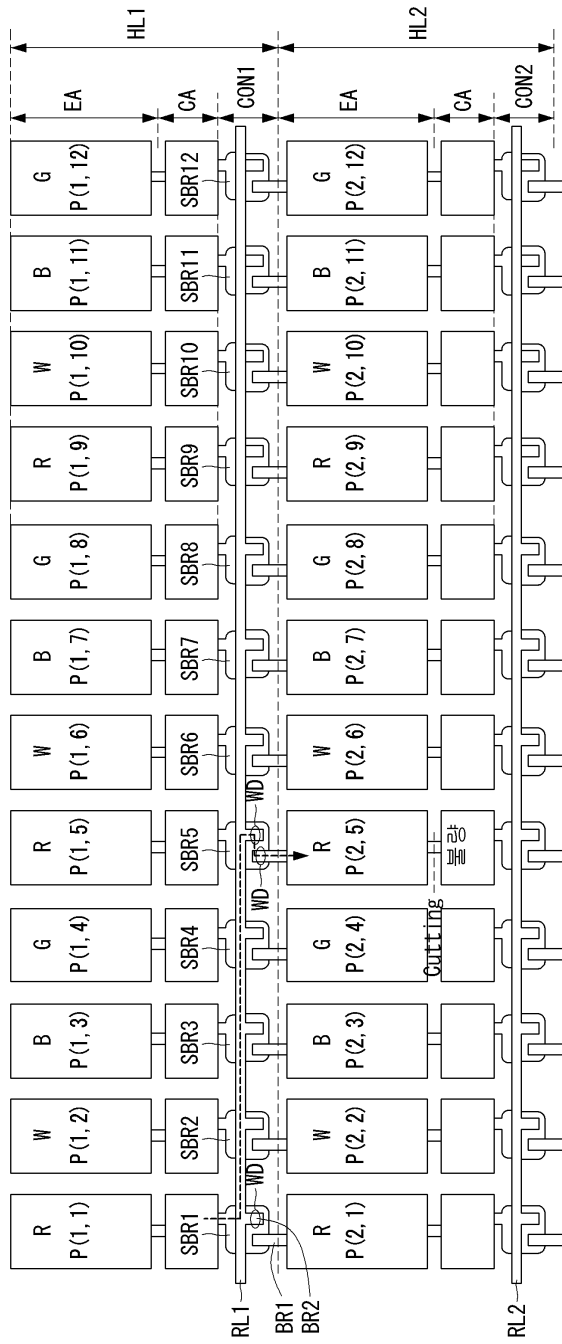 R W B G R W B G R W B G
P(1,1) P(1,2) P(1,3) P(1,4) P(1,5) P(1,6) P(1,7) P(1,8) P(1,9) P(1,10) P(1,11) P(1,12)
EA
HL1
SBR1 SBR2 SBR3 SBR4 SBR5 SBR6 SBR7 SBR8 SBR9 SBR10 SBR11 SBR12
CA
RL1
WD
WD
WD
CON1
BR1
BR2
R W B G R W B G R W B G
P(2,1) P(2,2) P(2,3) P(2,4) P(2,5) P(2,6) P(2,7) P(2,8) P(2,9) P(2,10) P(2,11) P(2,12)
EA
HL2
Cutting
불량
CA
RL2
CON2